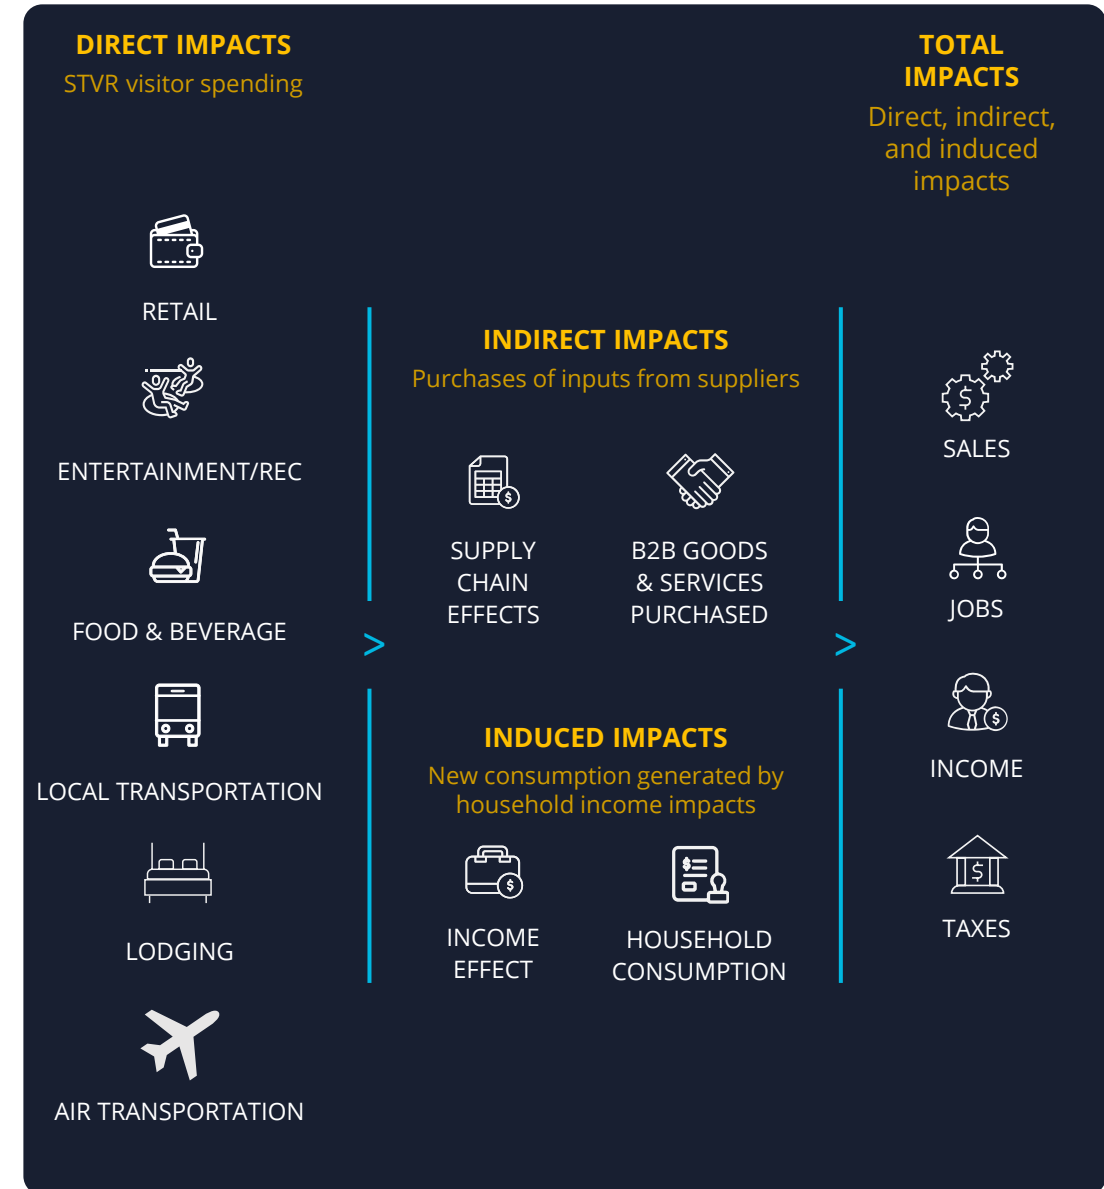 DIRECT IMPACTS
STVR visitor spending
RETAIL
ENTERTAINMENT/REC
FOOD & BEVERAGE
LOCAL TRANSPORTATION
LODGING
AIR TRANSPORTATION
>
INDIRECT IMPACTS
Purchases of inputs from suppliers
SUPPLY
CHAIN
EFFECTS
B2B GOODS
& SERVICES
PURCHASED
INDUCED IMPACTS
New consumption generated by
household income impacts
INCOME
EFFECT
HOUSEHOLD
CONSUMPTION
>
TOTAL
IMPACTS
Direct, indirect,
and induced
impacts
SALES
JOBS
INCOME
TAXES